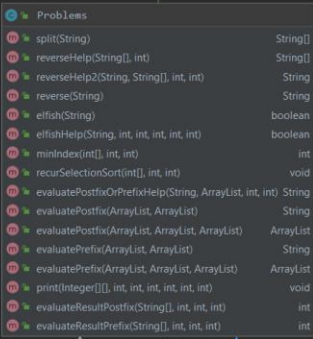 Problems
split(String) String[]
reverseHelp(String[], int) String[]
reverseHelp2(String, String[], int, int) String
reverse(String) String
elfish(String) boolean
elfishHelp(String, int, int, int, int) boolean
minIndex(int[], int, int) int
recurSelectionSort(int[], int, int) void
evaluatePostfixOrPrefixHelp(String, ArrayList, int, int) String
evaluatePostfix(ArrayList, ArrayList) String
evaluatePostfix(ArrayList, ArrayList, ArrayList) ArrayList
evaluatePrefix(ArrayList, ArrayList) String
evaluatePrefix(ArrayList, ArrayList, ArrayList) ArrayList
print(Integer[][], int, int, int, int, int) void
evaluateResultPostfix(String[], int, int, int) int
evaluateResultPrefix(String[], int, int, int) int